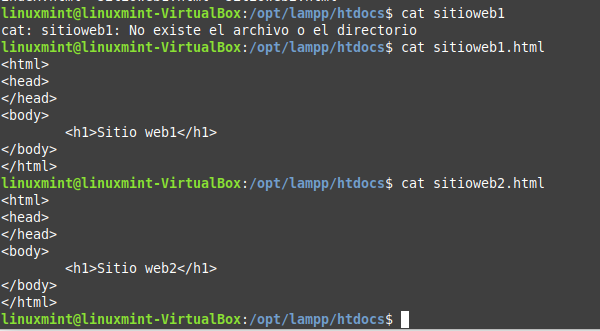 linuxmint@linuxmint-VirtualBox:/opt/lampp/htdocs$ cat sitioweb1
cat: sitioweb1: No existe el archivo o el directorio
linuxmint@linuxmint-VirtualBox:/opt/lampp/htdocs$ cat sitioweb1.html
<html>
<head>
</head>
<body>
        <h1>Sitio web1</h1>
</body>
</html>
linuxmint@linuxmint-VirtualBox:/opt/lampp/htdocs$ cat sitioweb2.html
<html>
<head>
</head>
<body>
        <h1>Sitio web2</h1>
</body>
</html>
linuxmint@linuxmint-VirtualBox:/opt/lampp/htdocs$